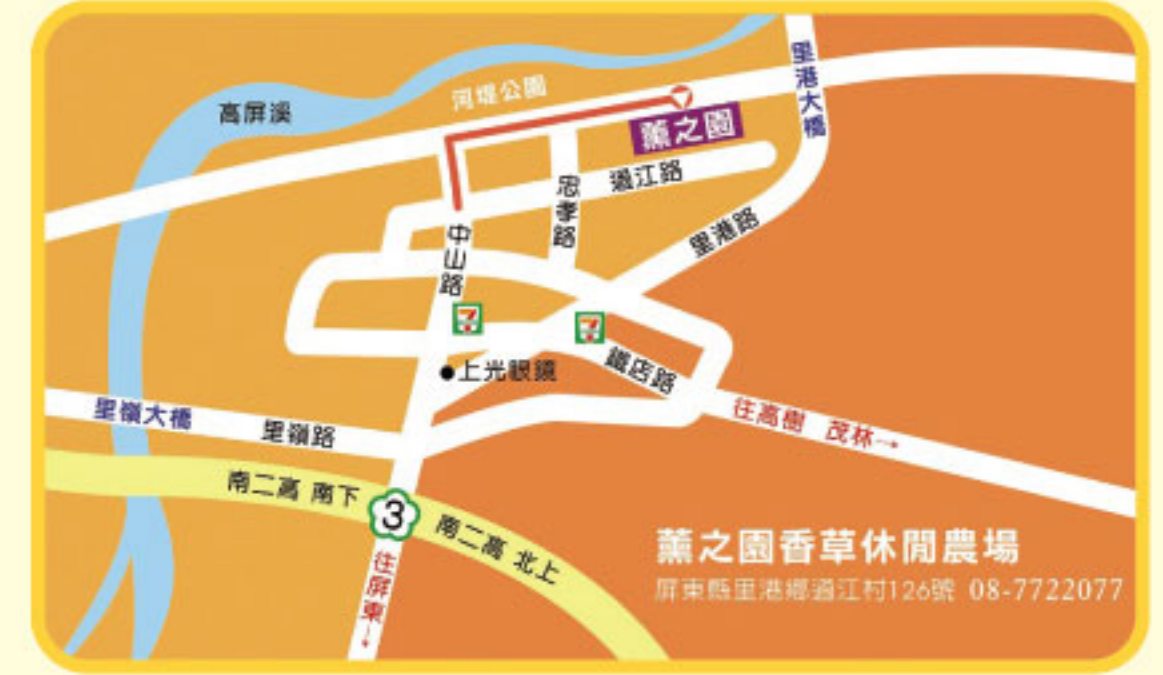 里港大橋
河堤公園
高屏溪
薰之園
過江路
忠孝路
里港路
中山路
7
7
上光眼鏡
鐵店路
里嶺大橋
里嶺路
往高樹 茂林→
南二高 南下
3
南二高 北上
往屏東→
薰之園香草休閒農場
屏東縣里港鄉過江村126號 08-7722077